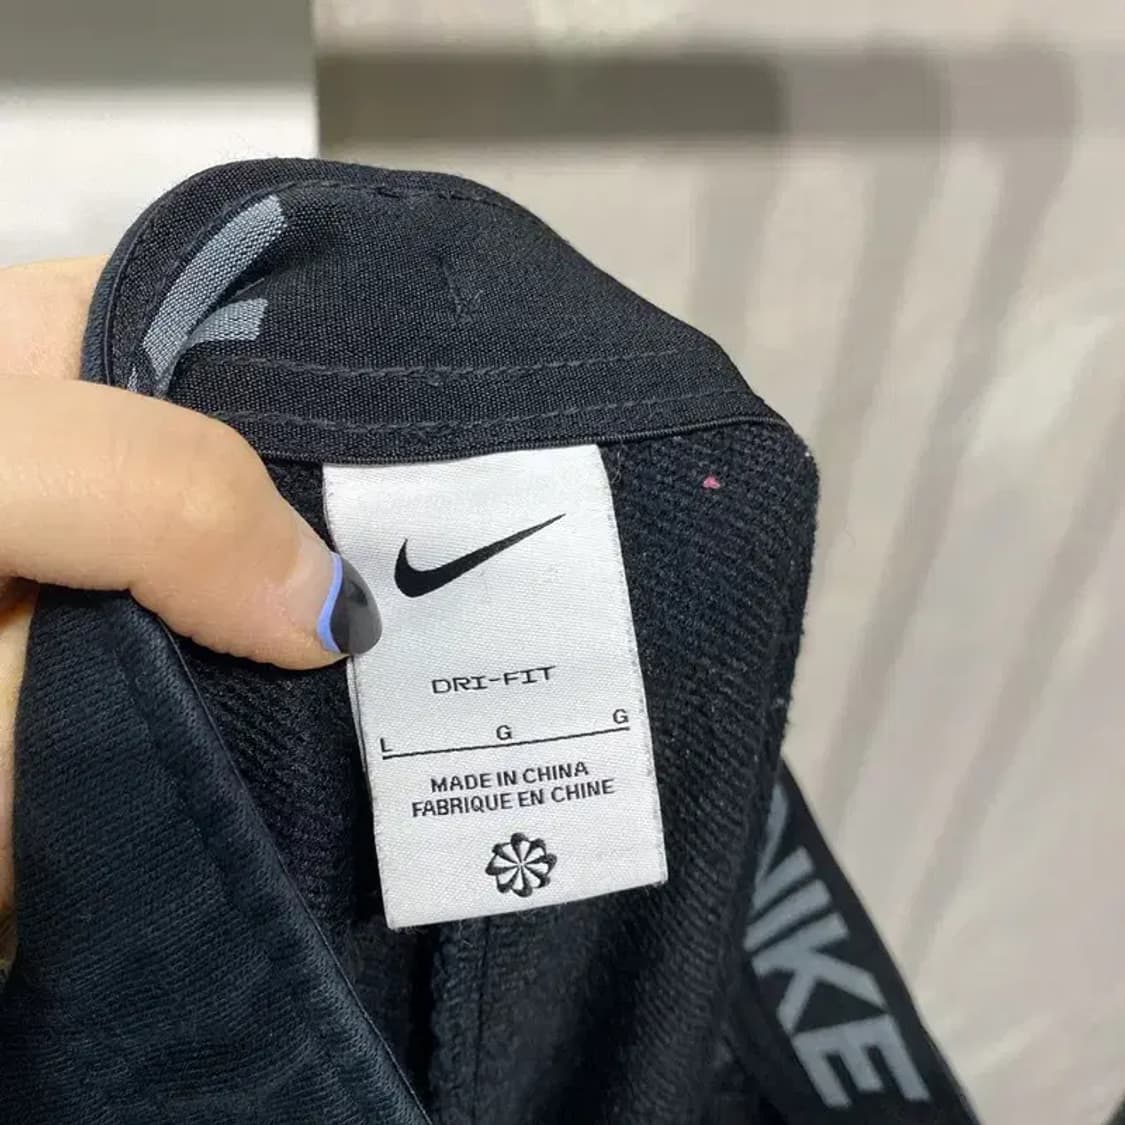 DRI-FIT
L G G
MADE IN CHINA
FABRIQUE EN CHINE
NIKE